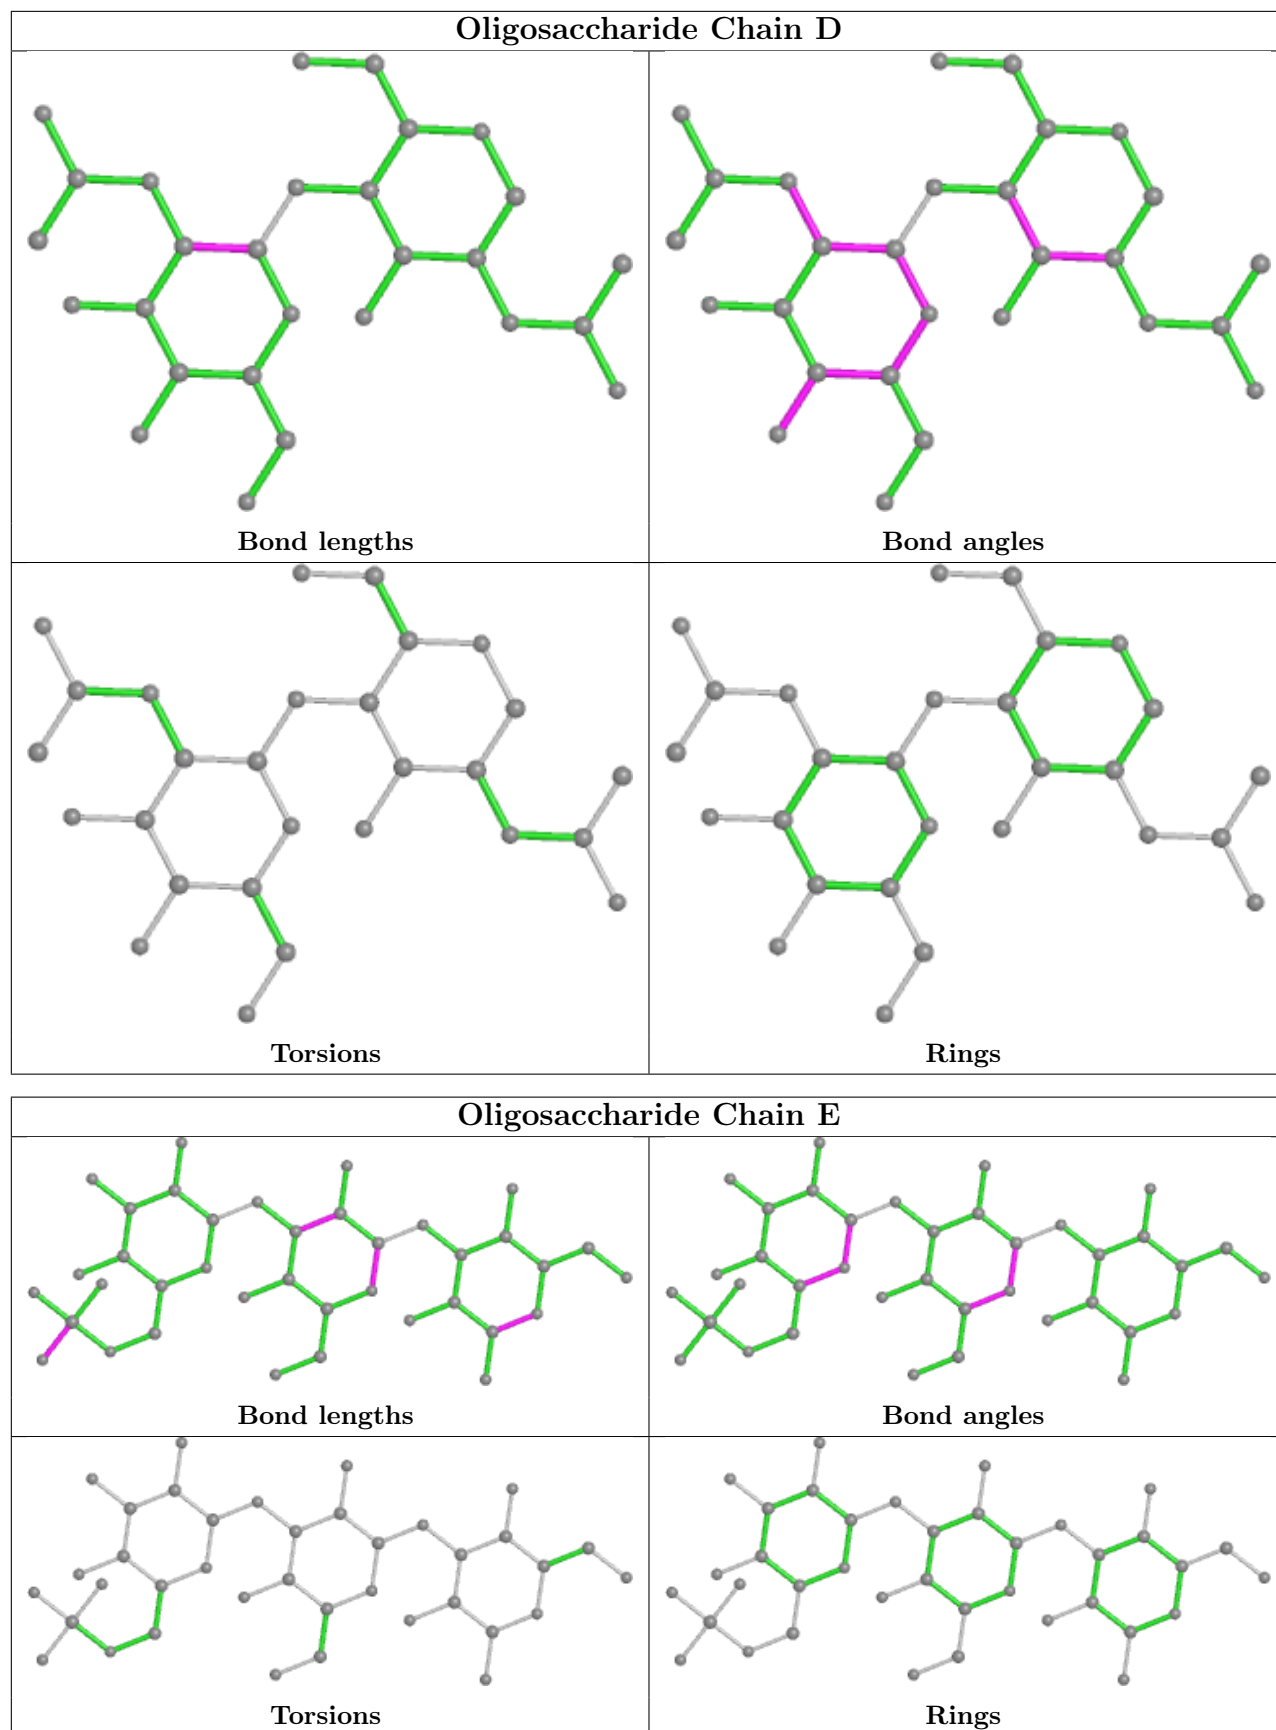 Oligosaccharide Chain D
Bond lengths
Bond angles
Torsions
Rings
Oligosaccharide Chain E
Bond lengths
Bond angles
Torsions
Rings